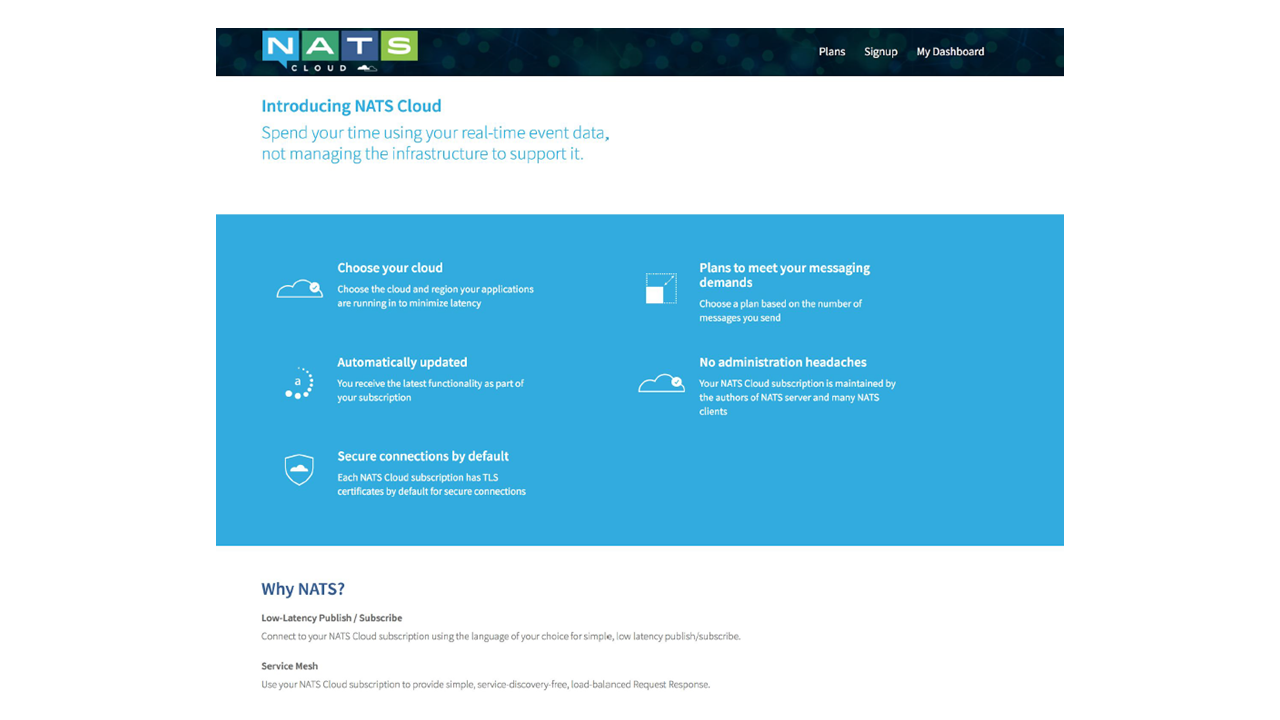 NATS
CLOUD
Plans Signup My Dashboard
Introducing NATS Cloud
Spend your time using your real-time event data,
not managing the infrastructure to support it.
Choose your cloud
Choose the cloud and region your applications
are running in to minimize latency
Plans to meet your messaging
demands
Choose a plan based on the number of
messages you send
a
Automatically updated
You receive the latest functionality as part of
your subscription
No administration headaches
Your NATS Cloud subscription is maintained by
the authors of NATS server and many NATS
clients
Secure connections by default
Each NATS Cloud subscription has TLS
certificates by default for secure connections
Why NATS?
Low-Latency Publish / Subscribe
Connect to your NATS Cloud subscription using the language of your choice for simple, low latency publish/subscribe.
Service Mesh
Use your NATS Cloud subscription to provide simple, service-discovery-free, load-balanced Request Response.